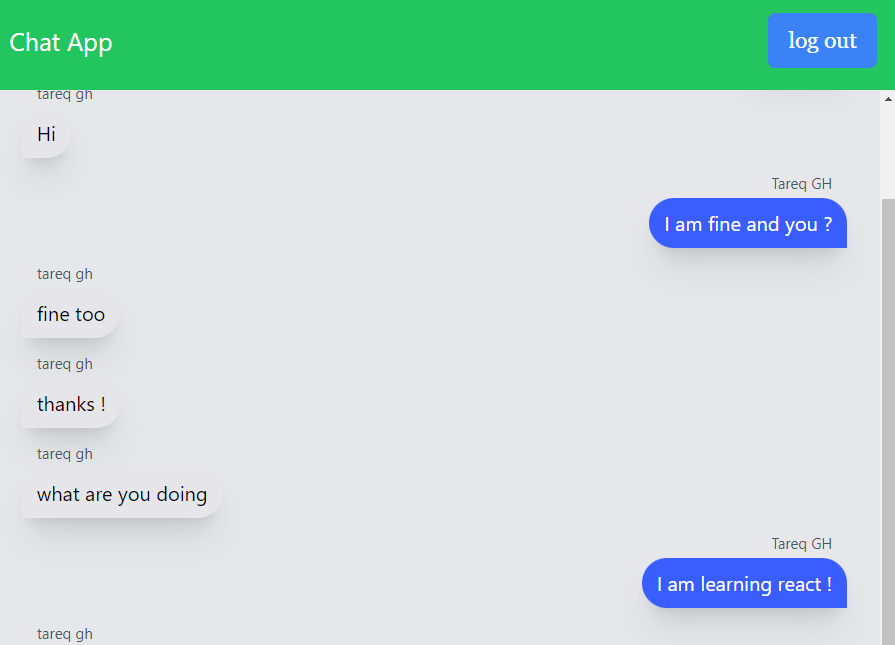 Chat App
log out
tareq gh
Hi
Tareq GH
I am fine and you ?
tareq gh
fine too
tareq gh
thanks !
tareq gh
what are you doing
Tareq GH
I am learning react !
tareq gh